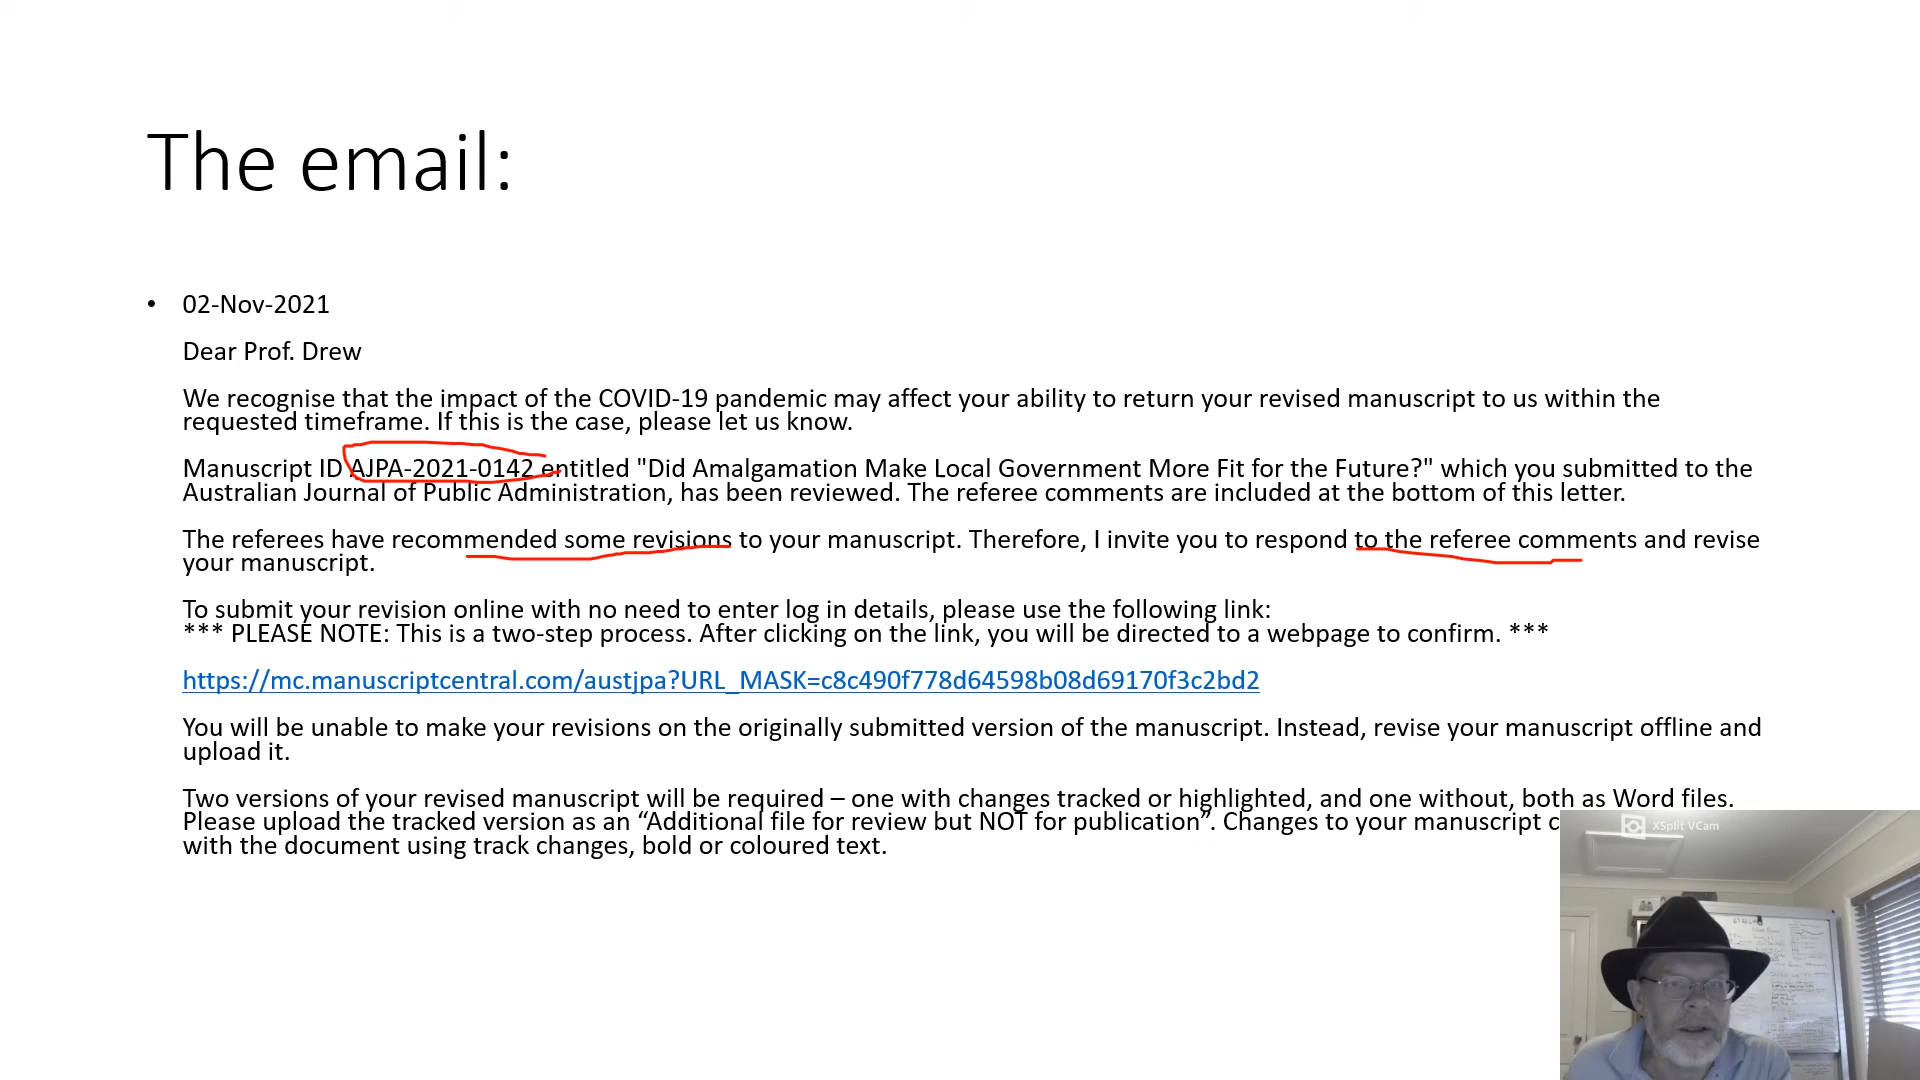 The email:
• 02-Nov-2021
Dear Prof. Drew
We recognise that the impact of the COVID-19 pandemic may affect your ability to return your revised manuscript to us within the
requested timeframe. If this is the case, please let us know.
Manuscript ID AJPA-2021-0142 entitled "Did Amalgamation Make Local Government More Fit for the Future?" which you submitted to the
Australian Journal of Public Administration, has been reviewed. The referee comments are included at the bottom of this letter.
The referees have recommended some revisions to your manuscript. Therefore, I invite you to respond to the referee comments and revise
your manuscript.
To submit your revision online with no need to enter log in details, please use the following link:
*** PLEASE NOTE: This is a two-step process. After clicking on the link, you will be directed to a webpage to confirm. ***
https://mc.manuscriptcentral.com/austjpa?URL_MASK=c8c490f778d64598b08d69170f3c2bd2
You will be unable to make your revisions on the originally submitted version of the manuscript. Instead, revise your manuscript offline and
upload it.
Two versions of your revised manuscript will be required – one with changes tracked or highlighted, and one without, both as Word files.
Please upload the tracked version as an “Additional file for review but NOT for publication”. Changes to your manuscript
with the document using track changes, bold or coloured text.
XSplit VCam